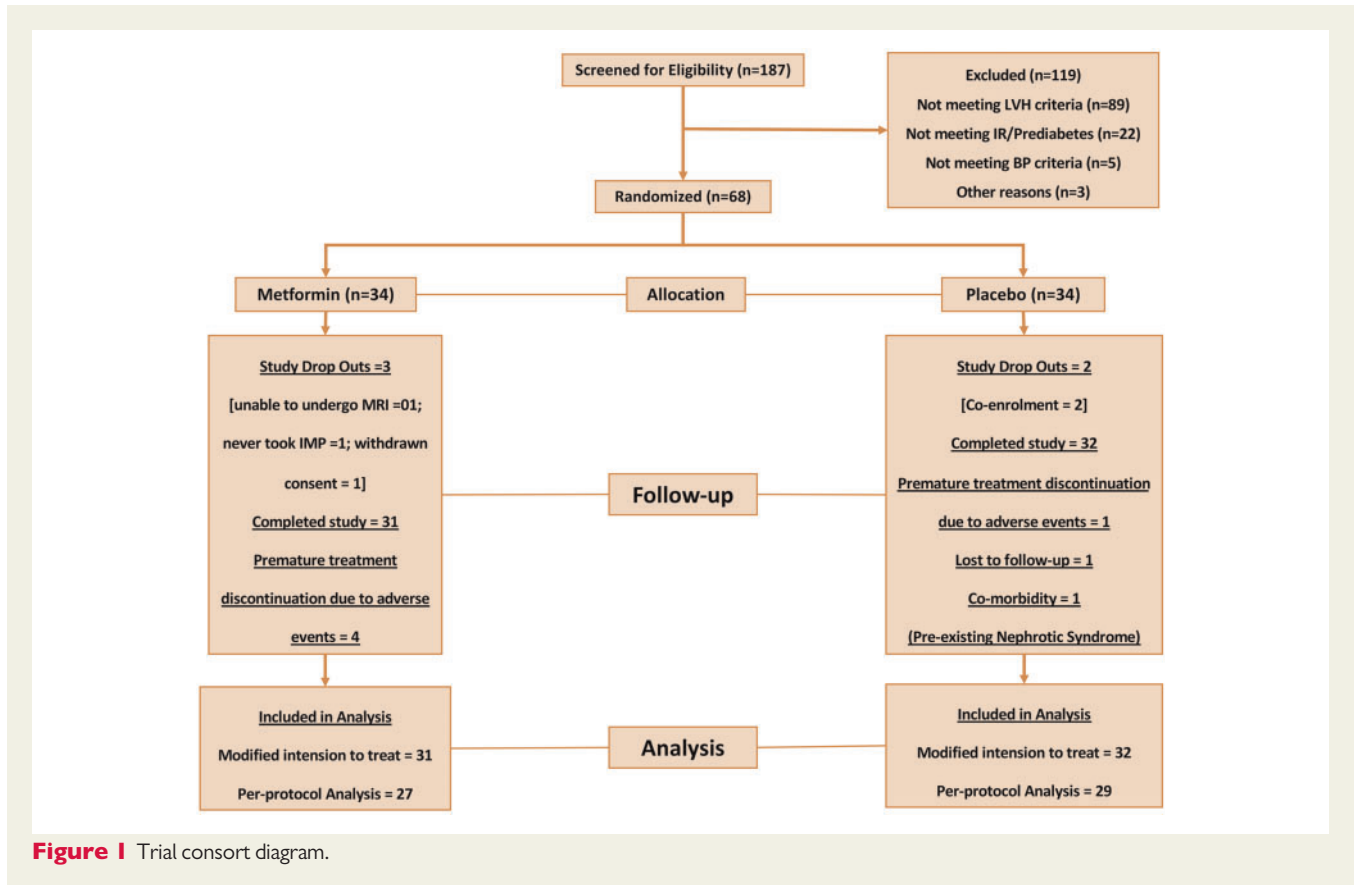 Screened for Eligibility (n=187)
Excluded (n=119)
Not meeting LVH criteria (n=89)
Not meeting IR/Prediabetes (n=22)
Not meeting BP criteria (n=5)
Other reasons (n=3)
Randomized (n=68)
Metformin (n=34)
Allocation
Placebo (n=34)
Study Drop Outs =3
[unable to undergo MRI =01;
never took IMP =1; withdrawn
consent = 1]
Completed study = 31
Premature treatment
discontinuation due to adverse
events = 4
Follow-up
Study Drop Outs = 2
[Co-enrolment = 2]
Completed study = 32
Premature treatment discontinuation
due to adverse events = 1
Lost to follow-up = 1
Co-morbidity = 1
(Pre-existing Nephrotic Syndrome)
Included in Analysis
Modified intension to treat = 31
Per-protocol Analysis = 27
Analysis
Included in Analysis
Modified intension to treat = 32
Per-protocol Analysis = 29
Figure 1 Trial consort diagram.